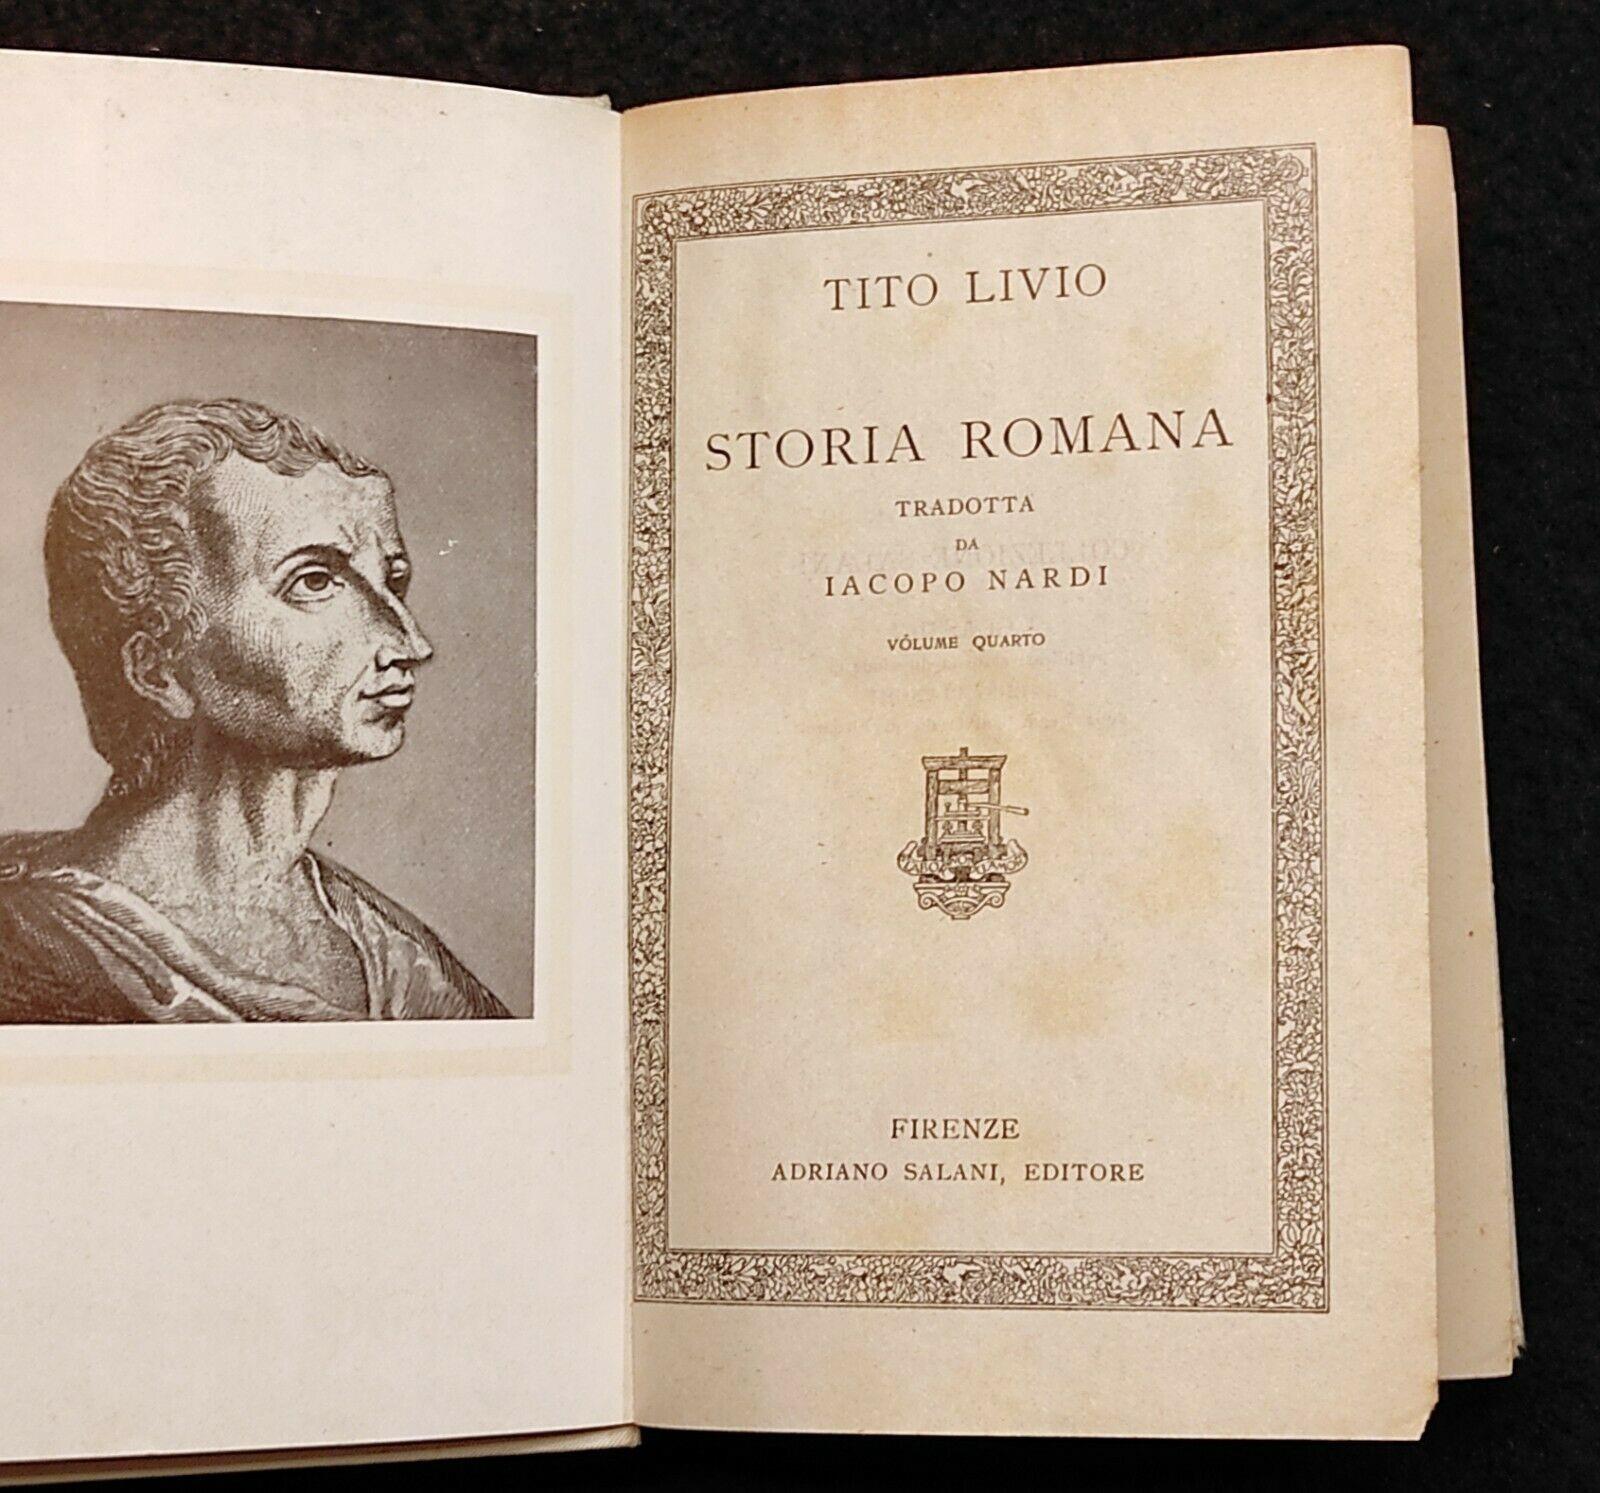 TITO LIVIO
STORIA ROMANA
TRADOTTA
DA
IACOPO NARDI
VOLUME QUARTO
FIRENZE
ADRIANO SALANI, EDITORE